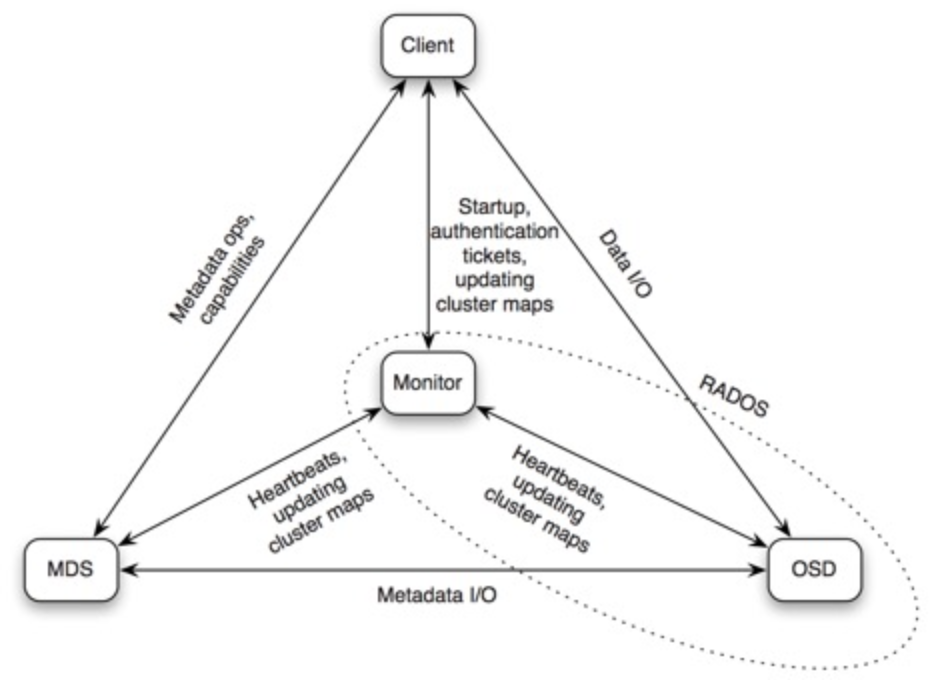 Client
Metadata ops,
capabilities
Startup,
authentication
tickets,
updating
cluster maps
Data I/O
Monitor
RADOS
Heartbeats,
updating
cluster maps
Heartbeats,
updating
cluster maps
MDS
OSD
Metadata I/O